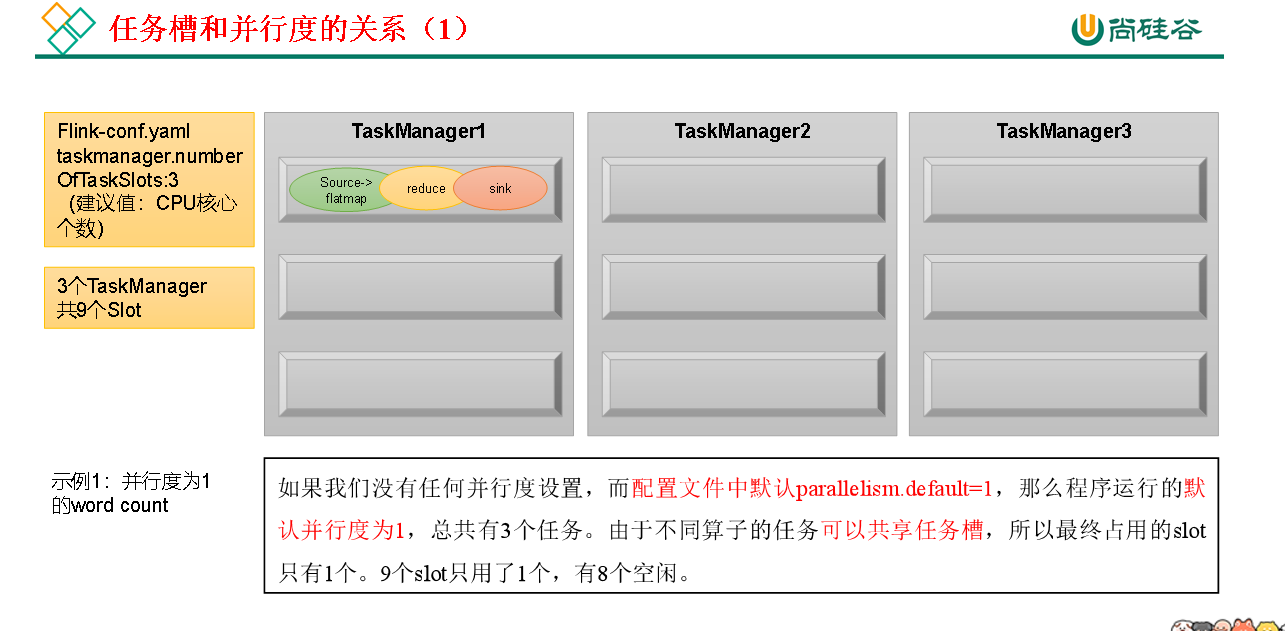 任务槽和并行度的关系（1）
尚硅谷
Flink-conf.yaml
taskmanager.number
OfTaskSlots:3
（建议值：CPU核心
个数）
3个TaskManager
共9个Slot
TaskManager1
Source->
flatmap
reduce
sink
TaskManager2
TaskManager3
示例1：并行度为1
的word count
如果我们没有任何并行度设置，而配置文件中默认parallelism.default=1，那么程序运行的默
认并行度为1，总共有3个任务。由于不同算子的任务可以共享任务槽，所以最终占用的slot
只有1个。9个slot只用了1个，有8个空闲。